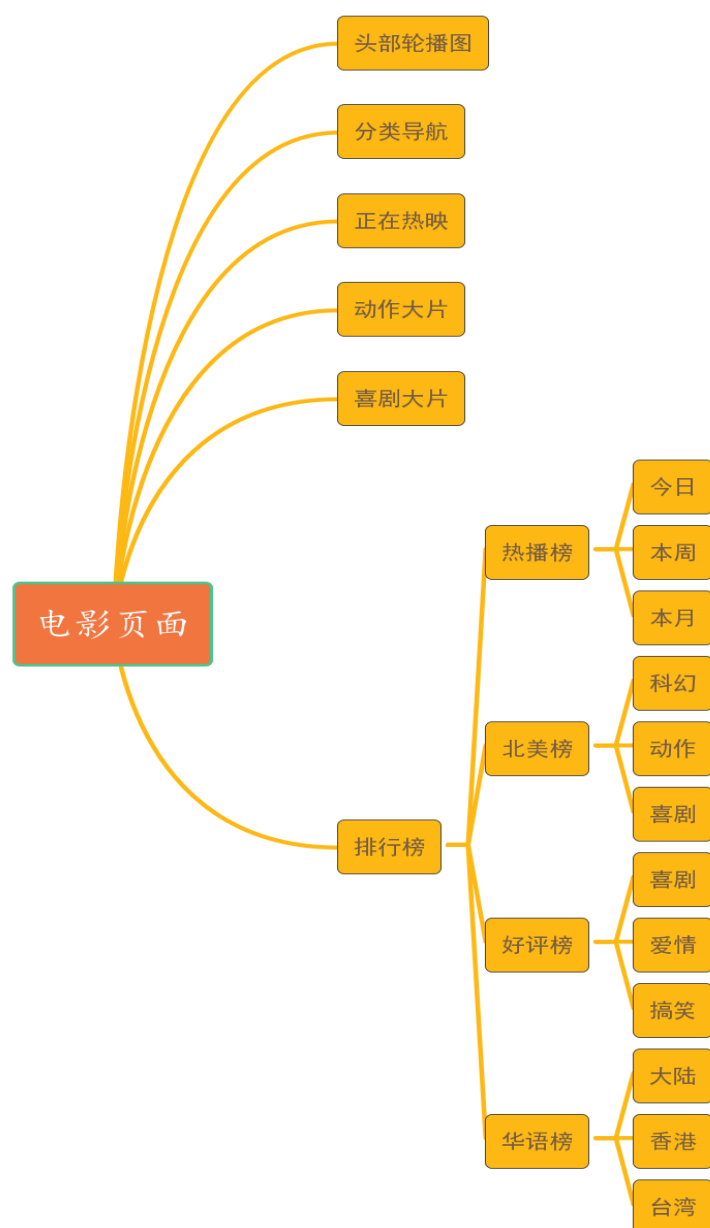 头部轮播图
分类导航
正在热映
动作大片
喜剧大片
电影页面
排行榜
热播榜
今日
本周
本月
北美榜
科幻
动作
喜剧
好评榜
喜剧
爱情
搞笑
华语榜
大陆
香港
台湾